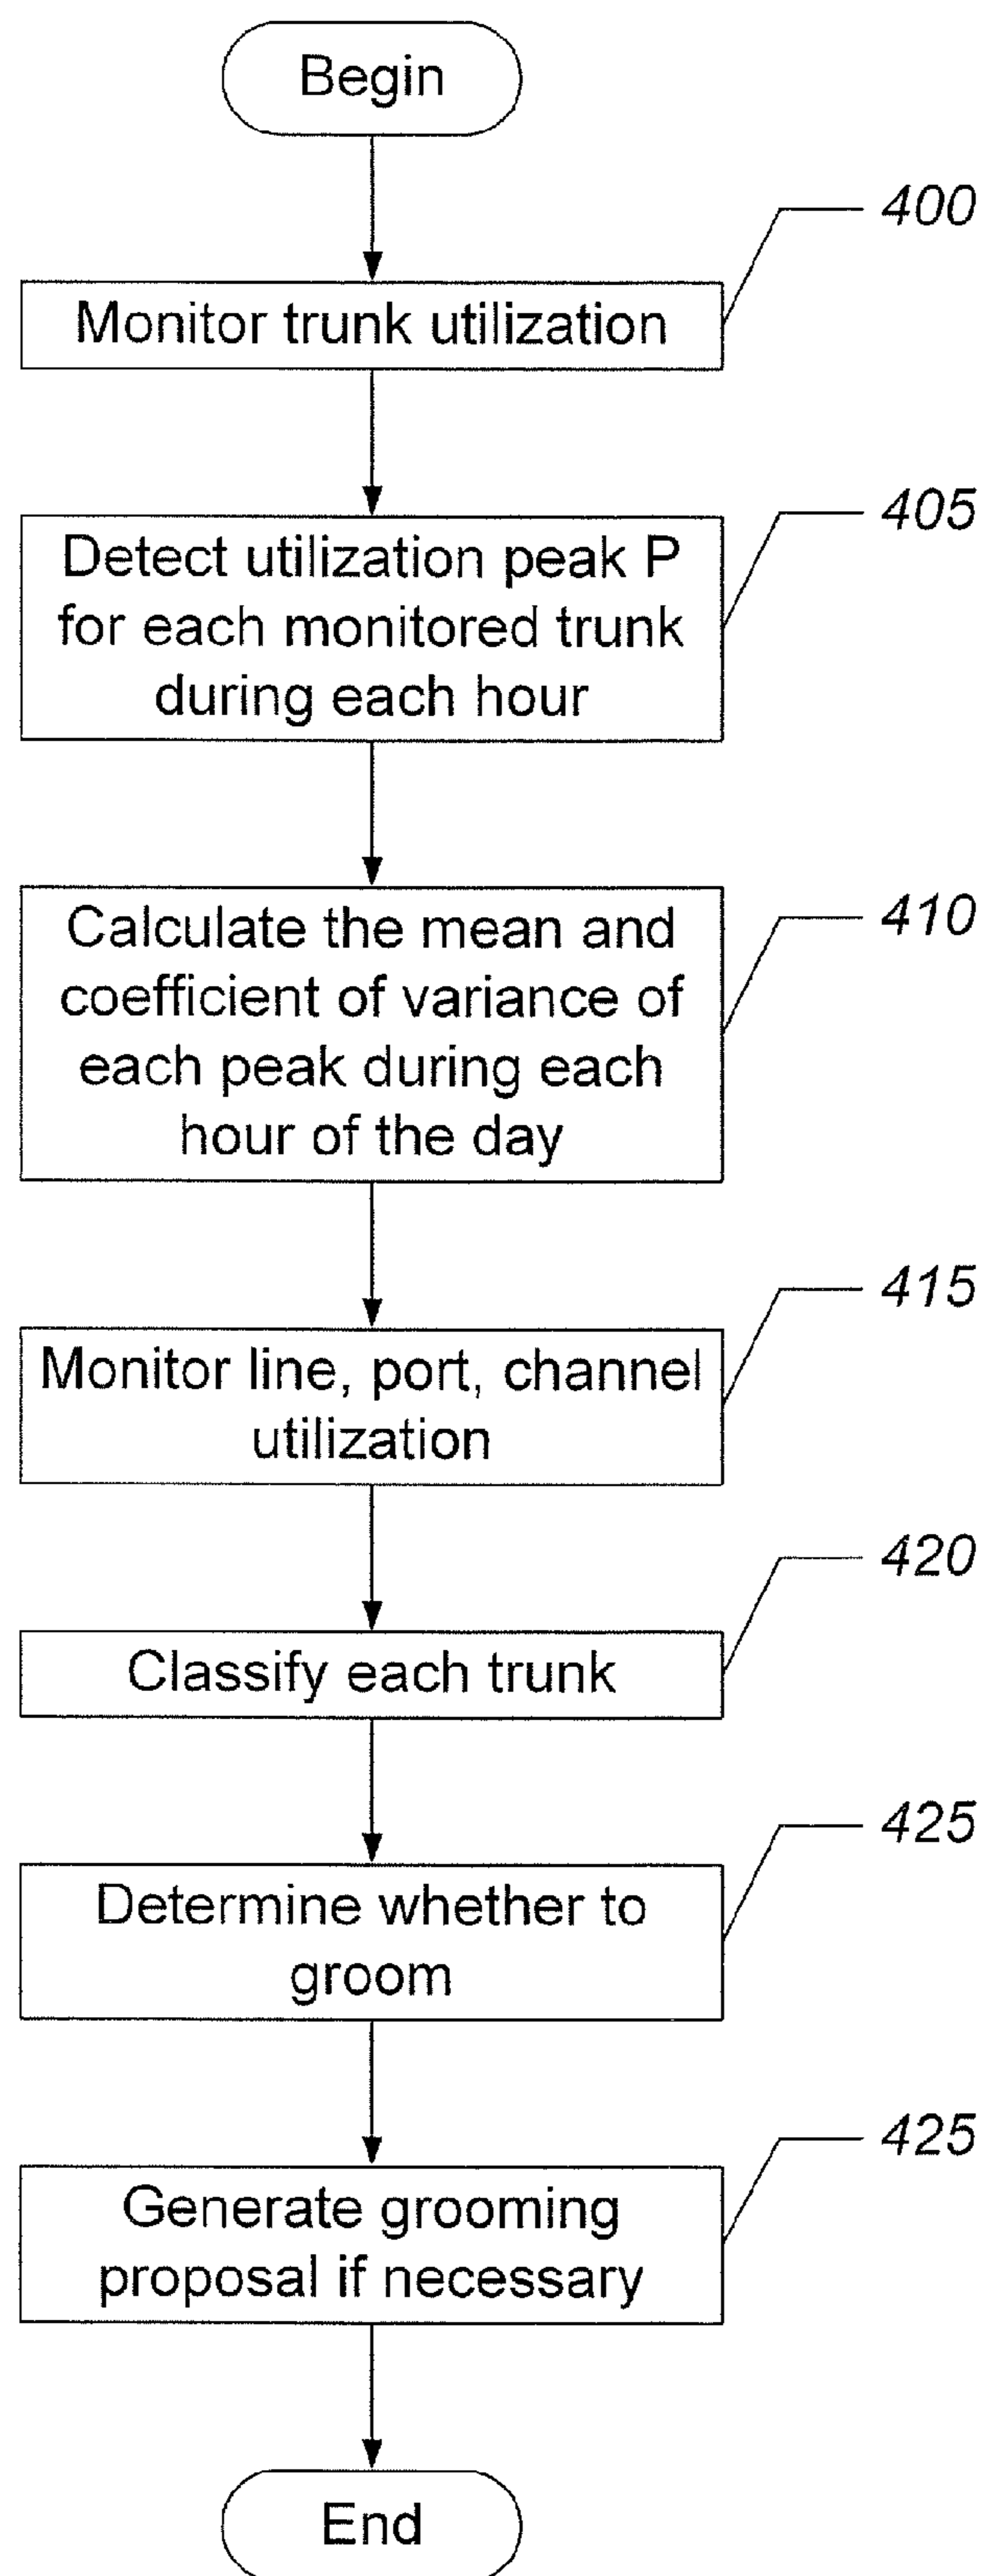 Begin
400
Monitor trunk utilization
405
Detect utilization peak P
for each monitored trunk
during each hour
410
Calculate the mean and
coefficient of variance of
each peak during each
hour of the day
415
Monitor line, port, channel
utilization
420
Classify each trunk
425
Determine whether to
groom
425
Generate grooming
proposal if necessary
End